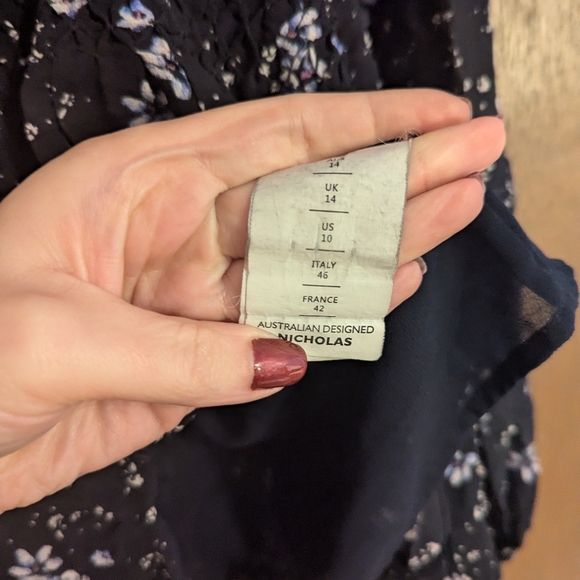 14
UK
14
US
10
ITALY
46
FRANCE
42
AUSTRALIAN DESIGNED
NICHOLAS